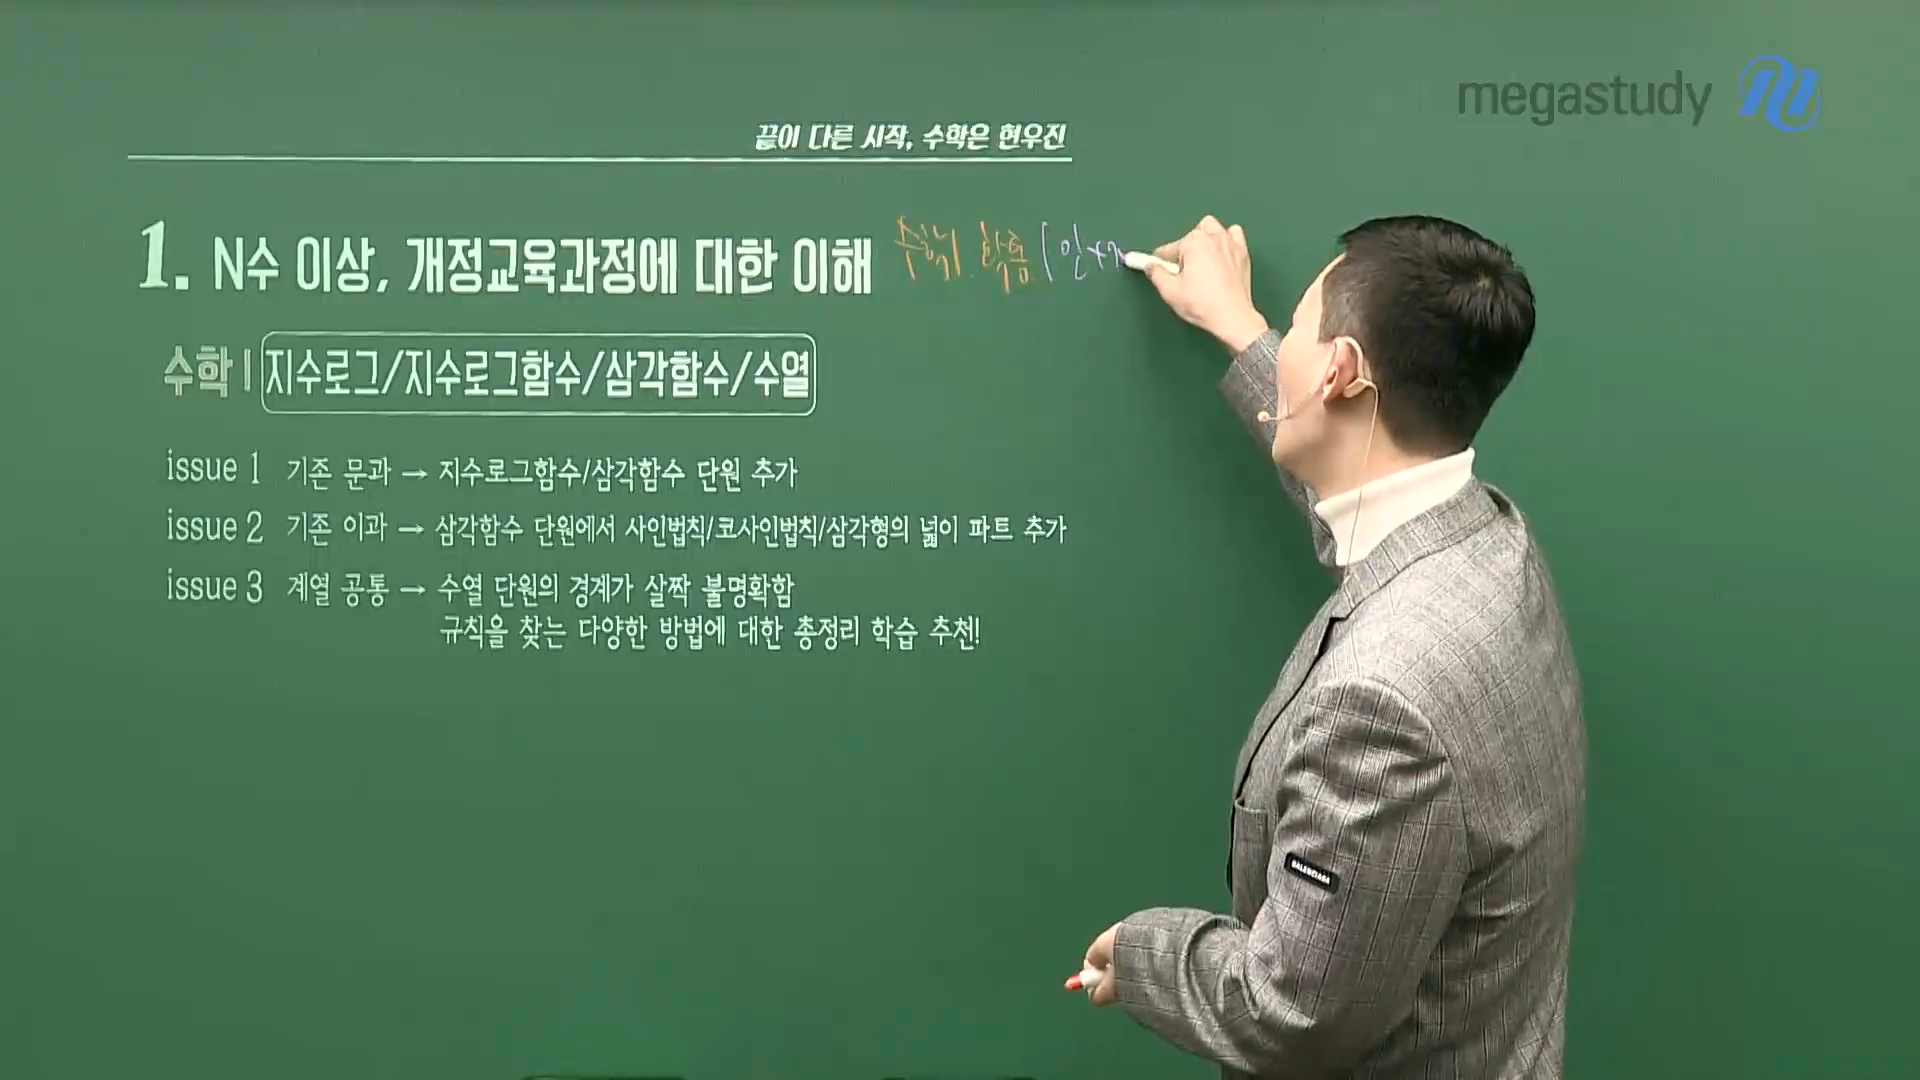 megastudy
끝이 다른 시작, 수학은 현우진
1. N수 이상, 개정교육과정에 대한 이해
수학Ⅰ 지수로그/지수로그함수/삼각함수/수열
issue 1 기존 문과 → 지수로그함수/삼각함수 단원 추가
issue 2 기존 이과 → 삼각함수 단원에서 사인법칙/코사인법칙/삼각형의 넓이 파트 추가
issue 3 계열 공통 → 수열 단원의 경계가 살짝 불명확함
규칙을 찾는 다양한 방법에 대한 총정리 학습 추천!
BALENCIAGA